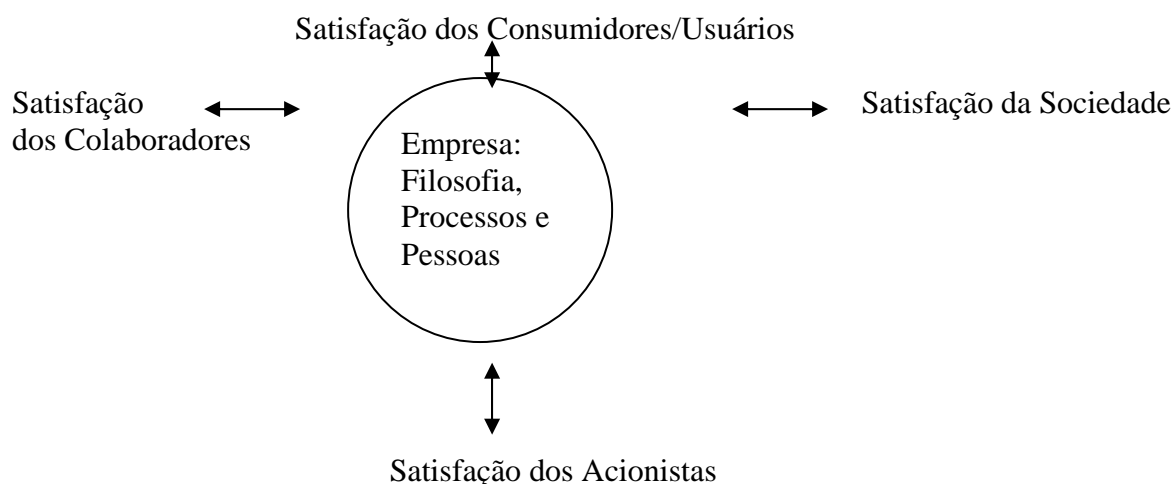 Satisfação dos Consumidores/Usuários
Satisfação
dos Colaboradores
Satisfação da Sociedade
Empresa:
Filosofia,
Processos e
Pessoas
Satisfação dos Acionistas